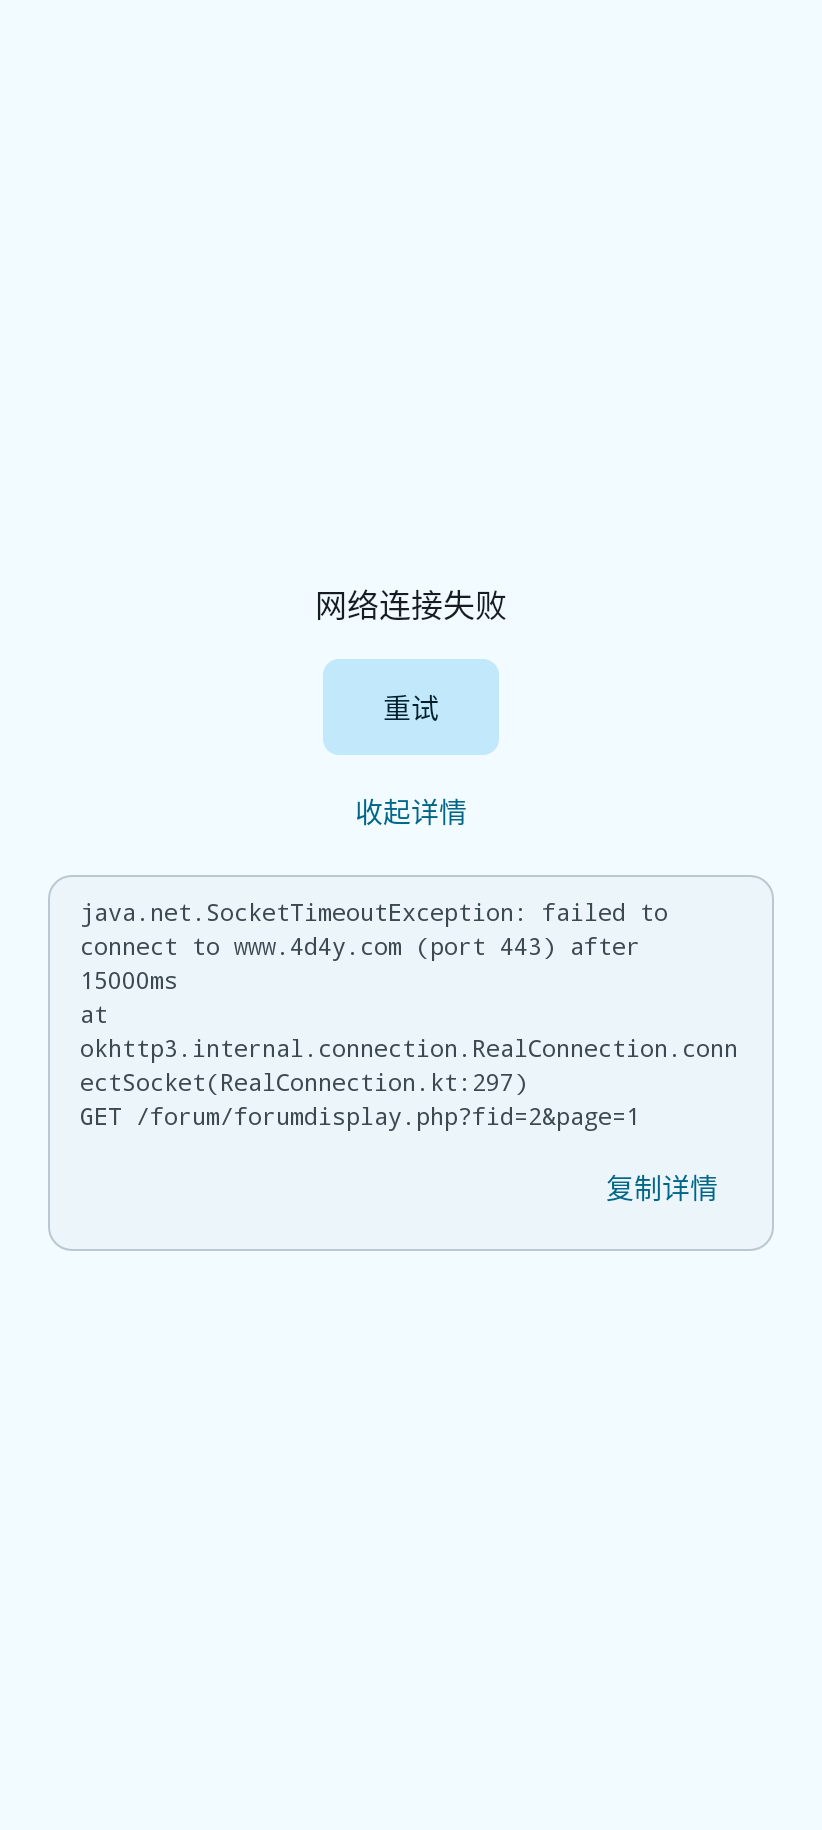 网络连接失败
重试
收起详情
java.net.SocketTimeoutException: failed to
connect to www.4d4y.com (port 443) after
15000ms
at
okhttp3.internal.connection.RealConnection.conn
ectSocket(RealConnection.kt:297)
GET /forum/forumdisplay.php?fid=2&page=1
复制详情